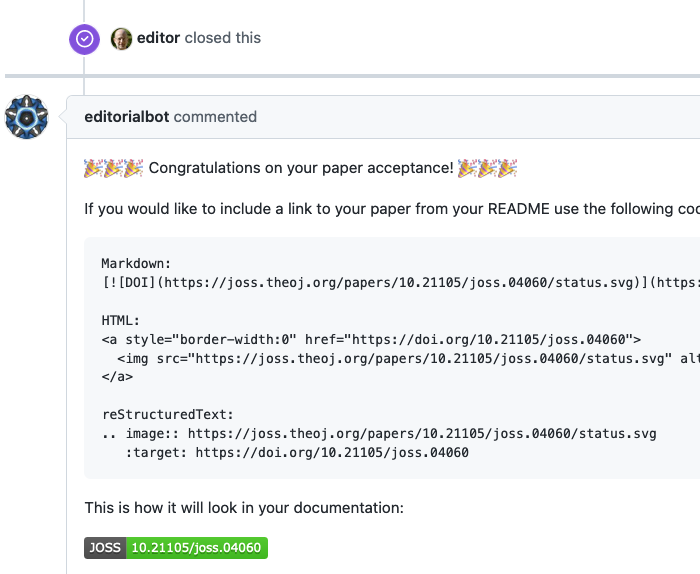 editor closed this
editorialbot commented
🎉🎉🎉 Congratulations on your paper acceptance! 🎉🎉🎉
If you would like to include a link to your paper from your README use the following
Markdown:
[![DOI](https://joss.theoj.org/papers/10.21105/joss.04060/status.svg)](https:
HTML:
<a style="border-width:0" href="https://doi.org/10.21105/joss.04060">
<img src="https://joss.theoj.org/papers/10.21105/joss.04060/status.svg" alt
</a>
reStructuredText:
.. image:: https://joss.theoj.org/papers/10.21105/joss.04060/status.svg
:target: https://doi.org/10.21105/joss.04060
This is how it will look in your documentation:
JOSS 10.21105/joss.04060